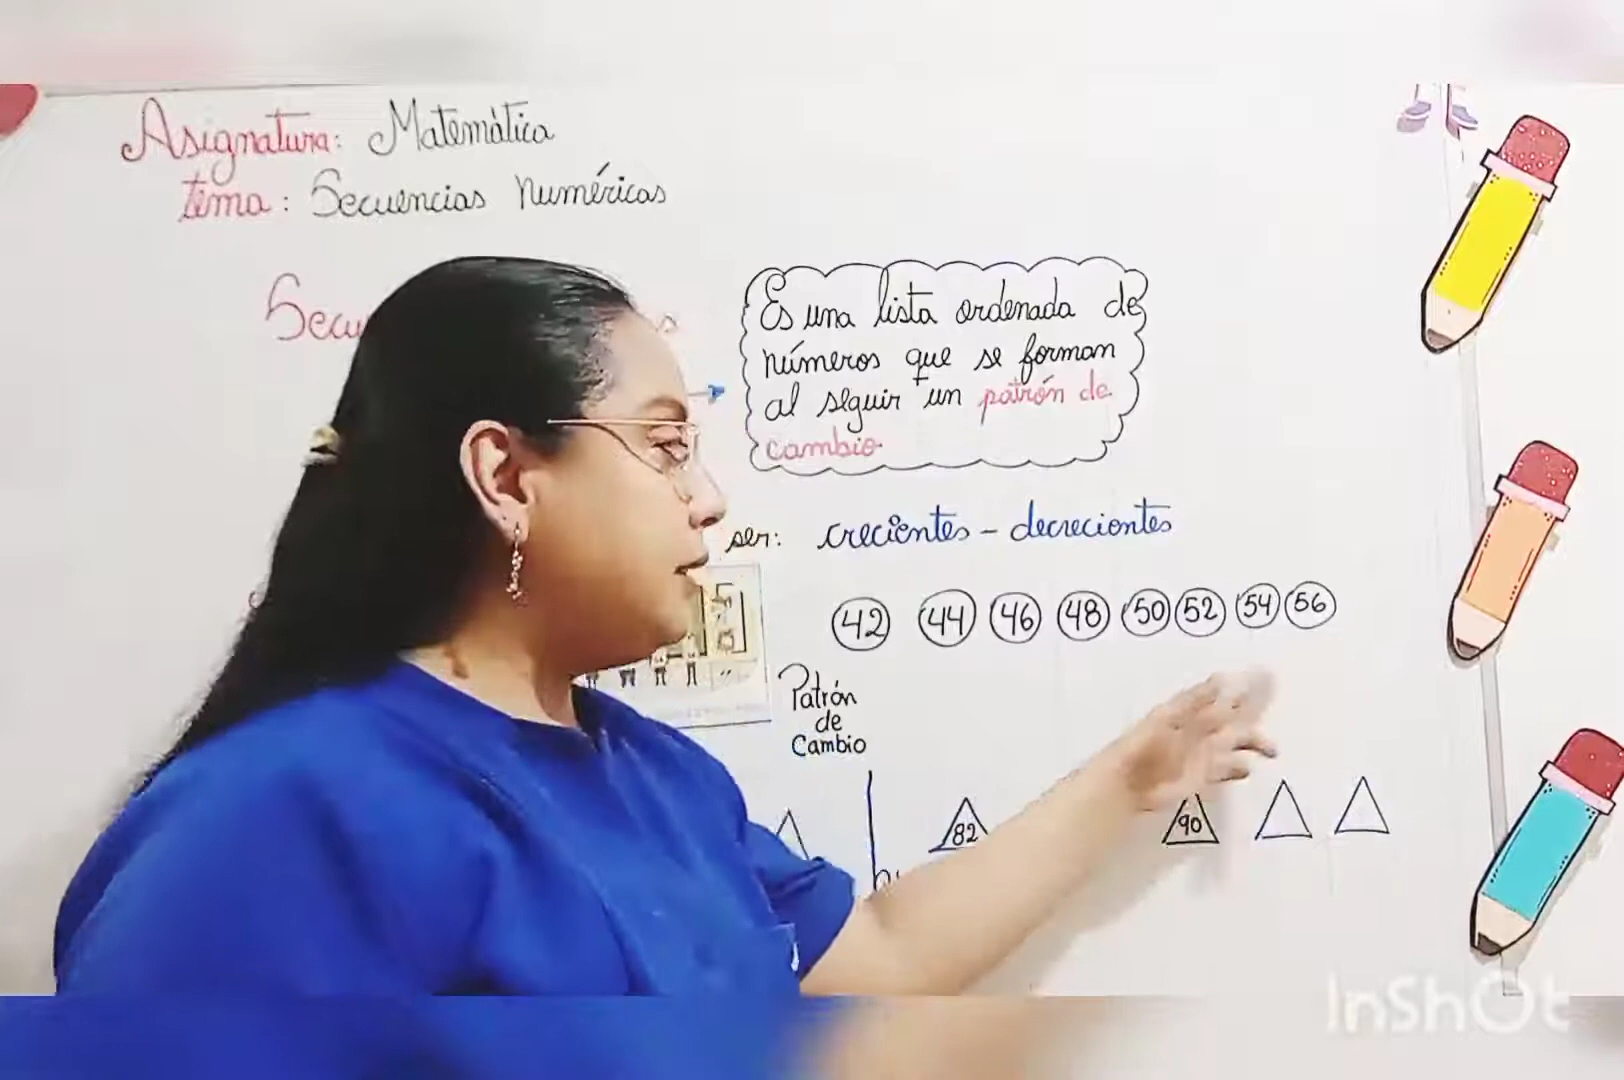 Asignatura: Matemática
tema: Secuencias Numéricas
Es una lista ordenada de
números que se forman
al seguir un patrón de
cambio.
ser: crecientes - decrecientes
42 44 46 48 50 52 54 56
Patrón
de
Cambio
82 90
InShOt